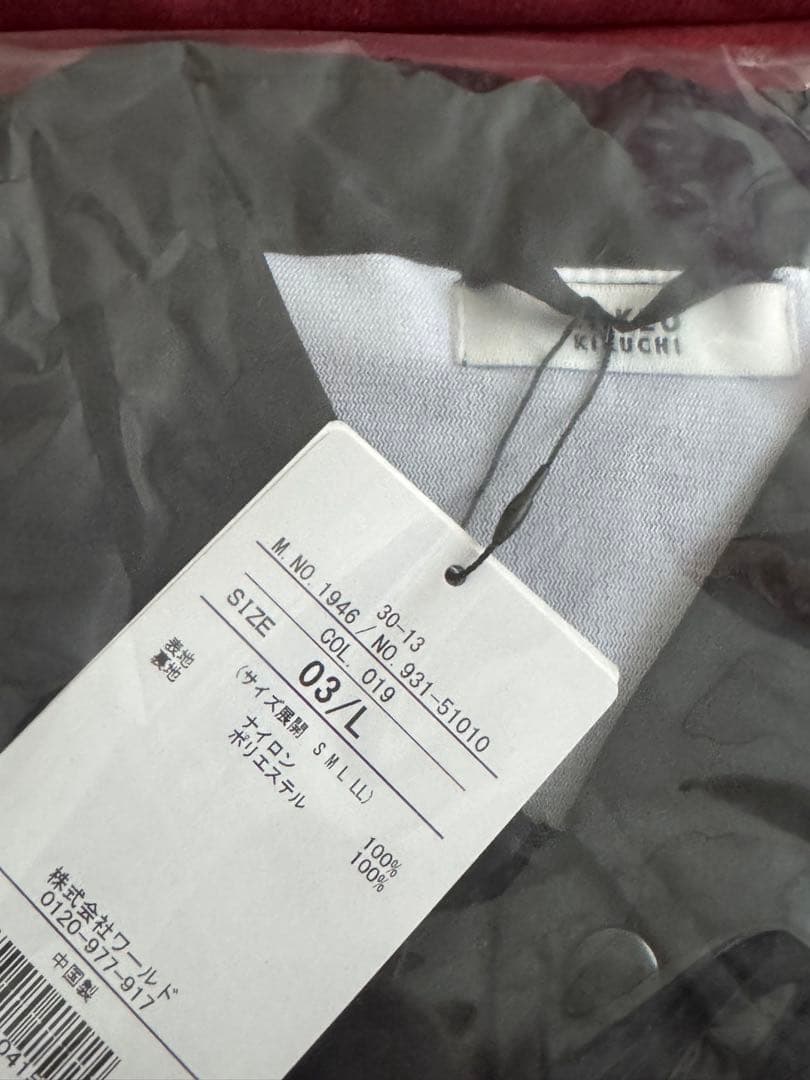 KIKUCHI
30-13
M.NO.1946/NO.931-51010
COL. 019
SIZE 03/L
(サイズ展開 S M L LL)
表地 ナイロン 100%
裏地 ポリエステル 100%
株式会社ワールド
0120-977-917
中国製